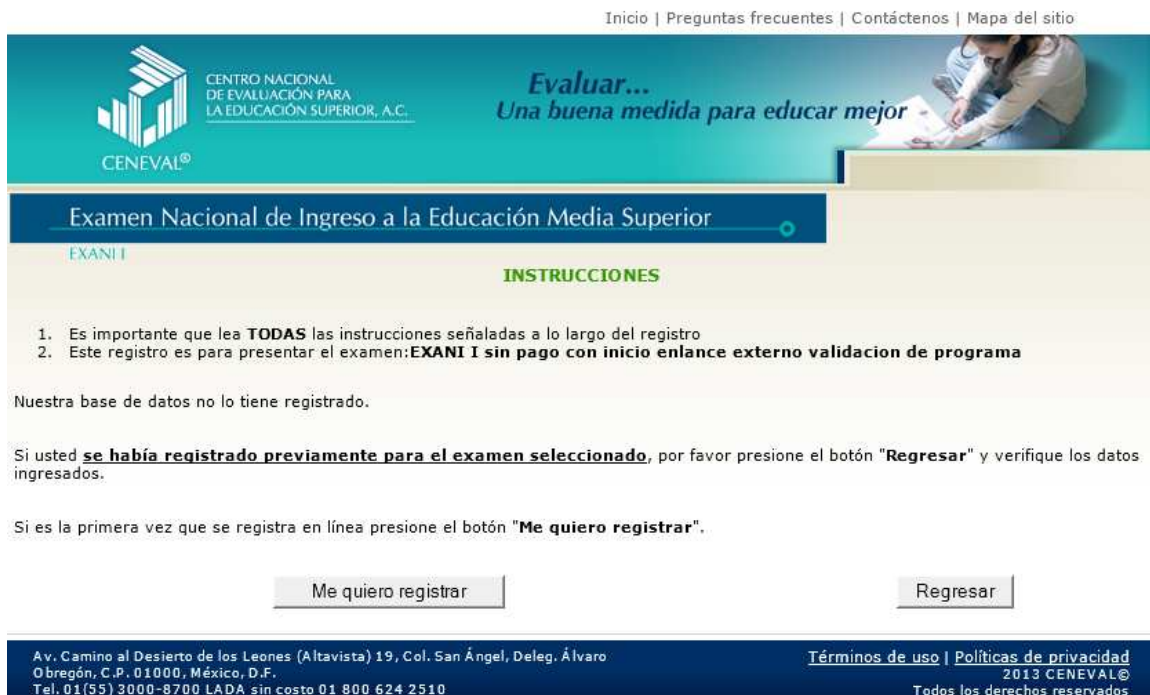 Inicio | Preguntas frecuentes | Contáctenos | Mapa del sitio
CENTRO NACIONAL
DE EVALUACIÓN PARA
LA EDUCACIÓN SUPERIOR, A.C.
CENEVAL®
Evaluar...
Una buena medida para educar mejor
Examen Nacional de Ingreso a la Educación Media Superior
EXANI I
INSTRUCCIONES
1. Es importante que lea TODAS las instrucciones señaladas a lo largo del registro
2. Este registro es para presentar el examen:EXANI I sin pago con inicio enlance externo validacion de programa
Nuestra base de datos no lo tiene registrado.
Si usted se había registrado previamente para el examen seleccionado, por favor presione el botón "Regresar" y verifique los datos
ingresados.
Si es la primera vez que se registra en línea presione el botón "Me quiero registrar".
Me quiero registrar
Regresar
Av. Camino al Desierto de los Leones (Altavista) 19, Col. San Ángel, Deleg. Álvaro
Obregón, C.P. 01000, México, D.F.
Tel. 01(55) 3000-8700 LADA sin costo 01 800 624 2510
Términos de uso | Políticas de privacidad
2013 CENEVAL©
Todos los derechos reservados